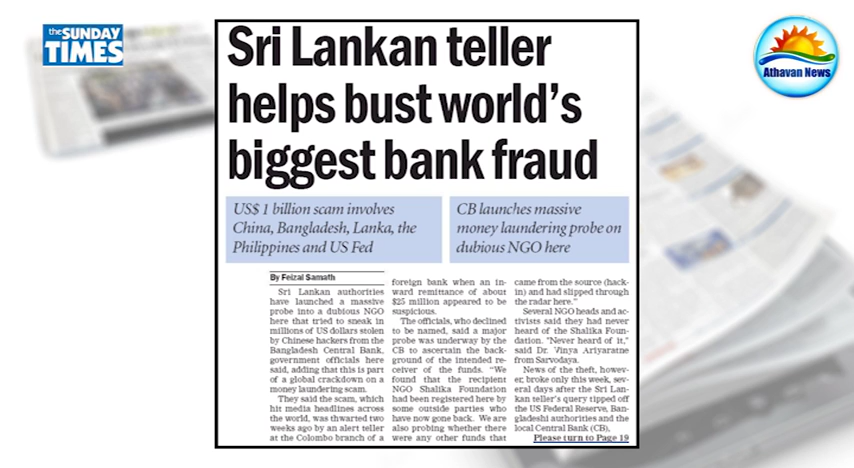 the SUNDAY
TIMES
Athavan News
Sri Lankan teller
helps bust world's
biggest bank fraud
US$ 1 billion scam involves
China, Bangladesh, Lanka, the
Philippines and US Fed
CB launches massive
money laundering probe on
dubious NGO here
By Feizal Samath
Sri Lankan authorities
have launched a massive
probe into a dubious NGO
here that tried to sneak in
millions of US dollars stolen
by Chinese hackers from the
Bangladesh Central Bank,
government officials here
said, adding that this is part
of a global crackdown on a
money laundering scam.
They said the scam, which
hit media headlines across
the world, was thwarted two
weeks ago by an alert teller
at the Colombo branch of a
foreign bank when an in-
ward remittance of about
$25 million appeared to be
suspicious.
The officials, who declined
to be named, said a major
probe was underway by the
CB to ascertain the back-
ground of the intended re-
ceiver of the funds. "We
found that the recipient
NGO Shalika Foundation
had been registered here by
some outside parties who
have now gone back. We are
also probing whether there
were any other funds that
came from the source (hack-
in) and had slipped through
the radar here."
Several NGO heads and ac-
tivists said they had never
heard of the Shalika Foun-
dation. "Never heard of it,"
said Dr. Vinya Ariyaratne
from Sarvodaya.
News of the theft, howev-
er, broke only this week, sev-
eral days after the Sri Lan-
kan teller's query tipped off
the US Federal Reserve, Ban-
gladeshi authorities and the
local Central Bank (CB),
Please turn to Page 19